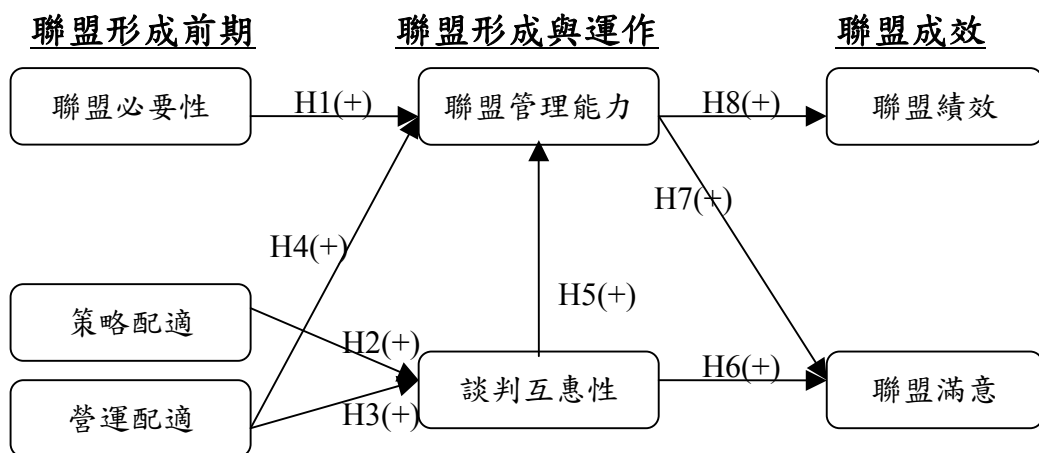 聯盟形成前期 聯盟形成與運作 聯盟成效
聯盟必要性 H1(+) 聯盟管理能力 H8(+) 聯盟績效
H7(+)
H4(+)
H5(+)
策略配適
H2(+)
談判互惠性 H6(+) 聯盟滿意
營運配適 H3(+)